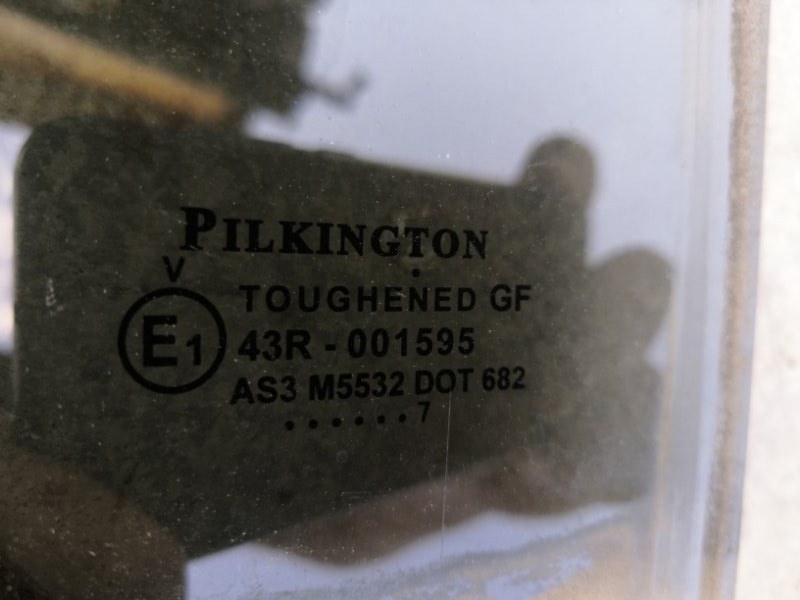 PILKINGTON
V
TOUGHENED GF
E1 43R - 001595
AS3 M5532 DOT 682
......7